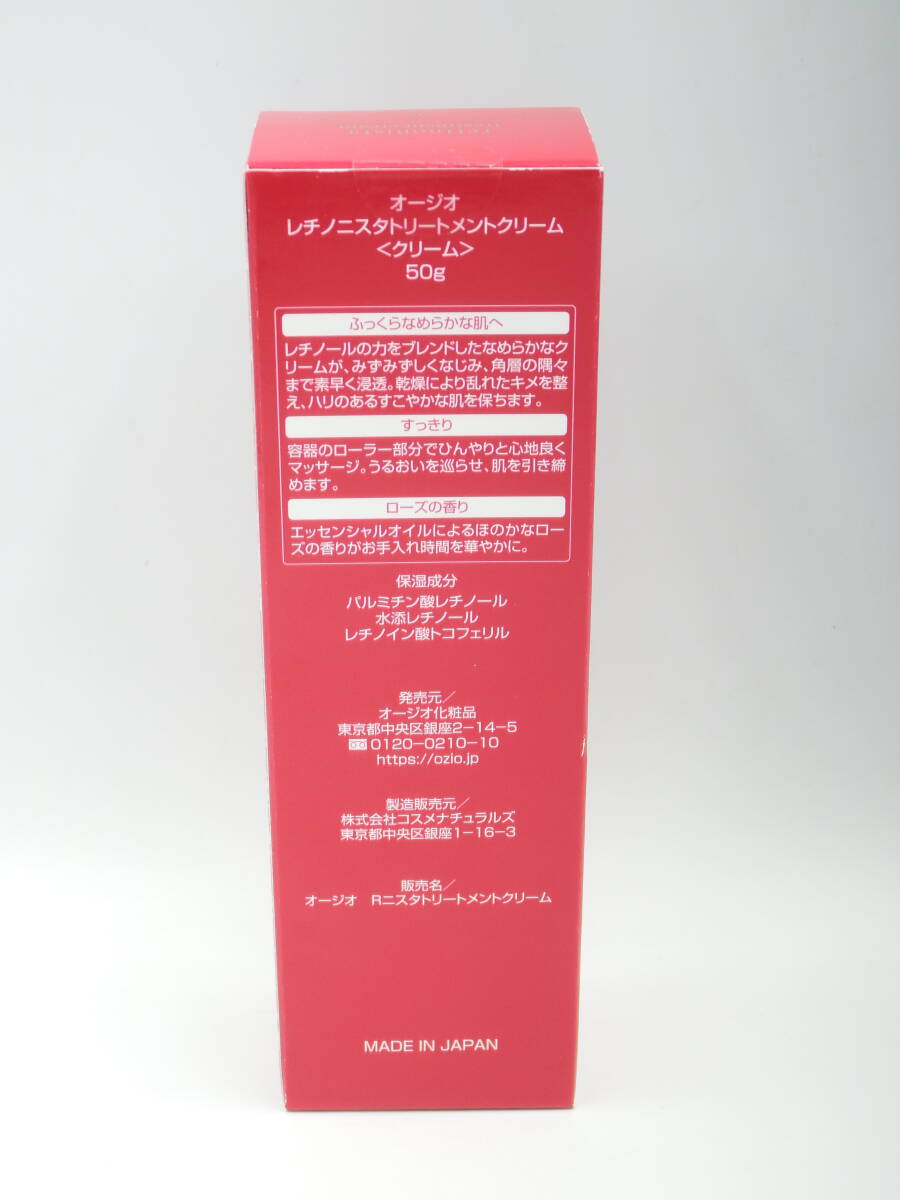 オージオ
レチノニスタトリートメントクリーム
<クリーム>
50g
ふっくらなめらかな肌へ
レチノールの力をブレンドしたなめらかなク
リームが、みずみずしくなじみ、角層の隅々
まで素早く浸透。乾燥により乱れたキメを整
え、ハリのあるすこやかな肌を保ちます。
すっきり
容器のローラー部分でひんやりと心地良く
マッサージ。うるおいを巡らせ、肌を引き締
めます。
ローズの香り
エッセンシャルオイルによるほのかなロー
ズの香りがお手入れ時間を華やかに。
保湿成分
パルミチン酸レチノール
水添レチノール
レチノイン酸トコフェリル
発売元/
オージオ化粧品
東京都中央区銀座2-14-5
0120-0210-10
https://ozio.jp
製造販売元/
株式会社コスメナチュラルズ
東京都中央区銀座1-16-3
販売名/
オージオ Rニスタトリートメントクリーム
MADE IN JAPAN